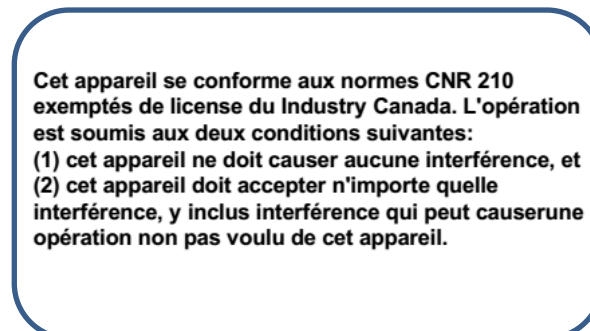 Cet appareil se conforme aux normes CNR 210
exemptés de license du Industry Canada. L'opération
est soumis aux deux conditions suivantes:
(1) cet appareil ne doit causer aucune interférence, et
(2) cet appareil doit accepter n'importe quelle
interférence, y inclus interférence qui peut causerune
opération non pas voulu de cet appareil.